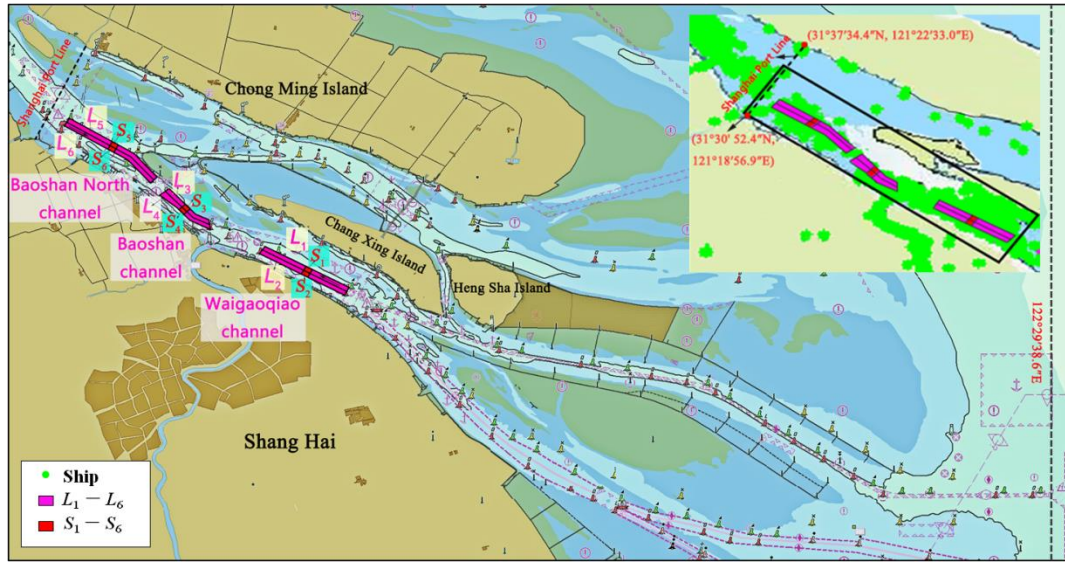 Shanghai Port Line
Chong Ming Island
L₅
S₅
L₆
S₆
Baoshan North
channel
L₃
S₃
L₄
S₄
Baoshan
channel
Chang Xing Island
L₁
S₁
L₂
S₂
Waigaoqiao
channel
Heng Sha Island
Shang Hai
122°29'38.6"E
(31°37'34.4"N, 121°22'33.0"E)
Shanghai Port Line
(31°30' 52.4"N,
121°18'56.9"E)
Ship
L₁ − L₆
S₁ − S₆